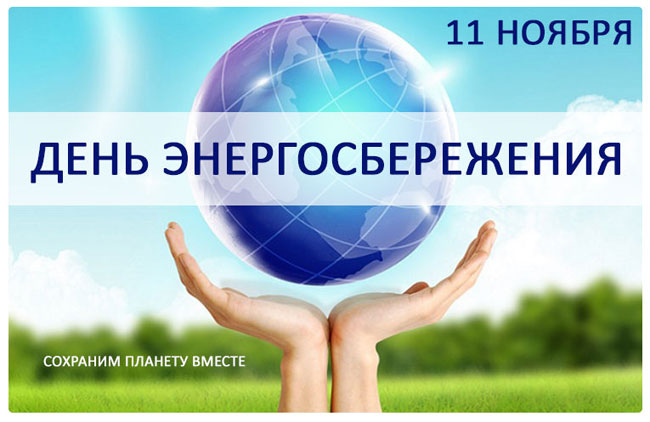 11 НОЯБРЯ
ДЕНЬ ЭНЕРГОСБЕРЕЖЕНИЯ
СОХРАНИМ ПЛАНЕТУ ВМЕСТЕ